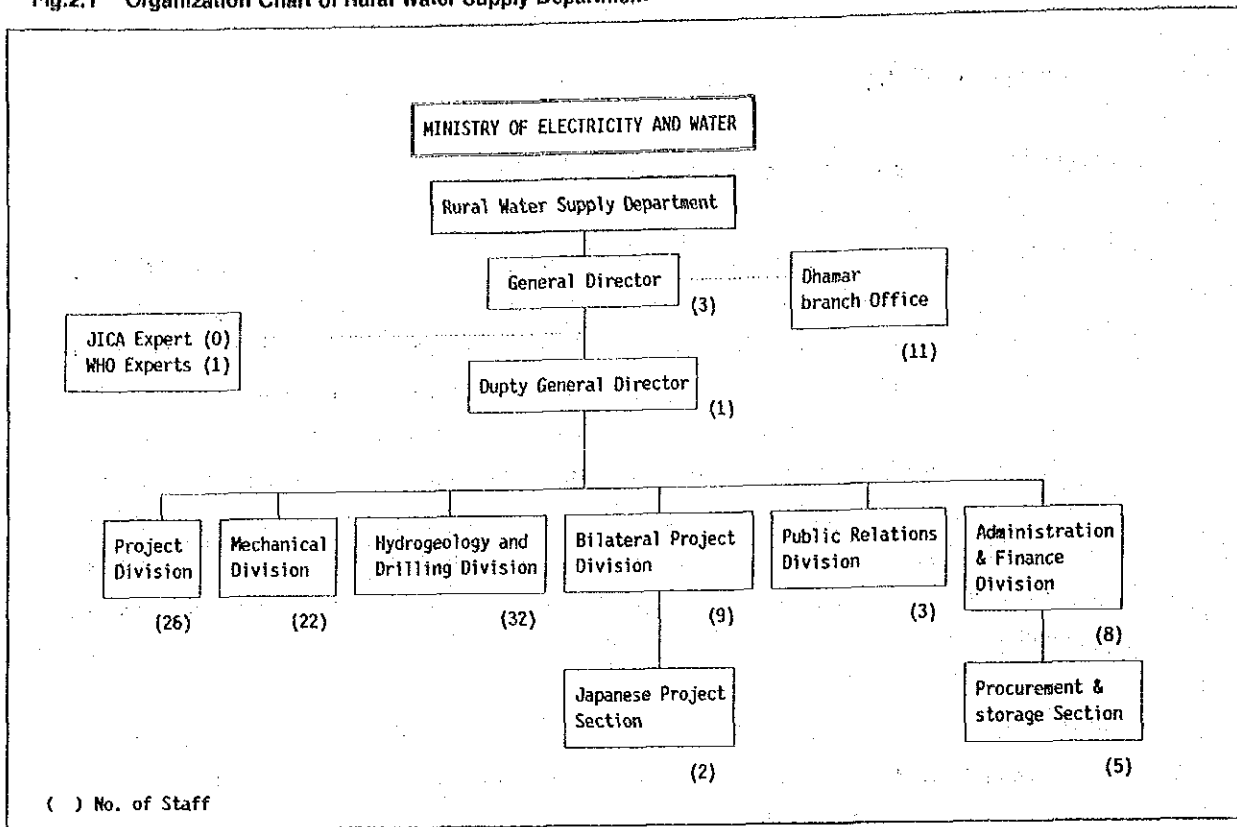 Fig.2.1 Organization Chart of Rural Water Supply Department
MINISTRY OF ELECTRICITY AND WATER
Rural Water Supply Department
General Director
(3)
Dhamar
branch Office
(11)
JICA Expert (0)
WHO Experts (1)
Dupty General Director
(1)
Project
Division
(26)
Mechanical
Division
(22)
Hydrogeology and
Drilling Division
(32)
Bilateral Project
Division
(9)
Public Relations
Division
(3)
Administration
& Finance
Division
(8)
Japanese Project
Section
(2)
Procurement &
storage Section
(5)
( ) No. of Staff